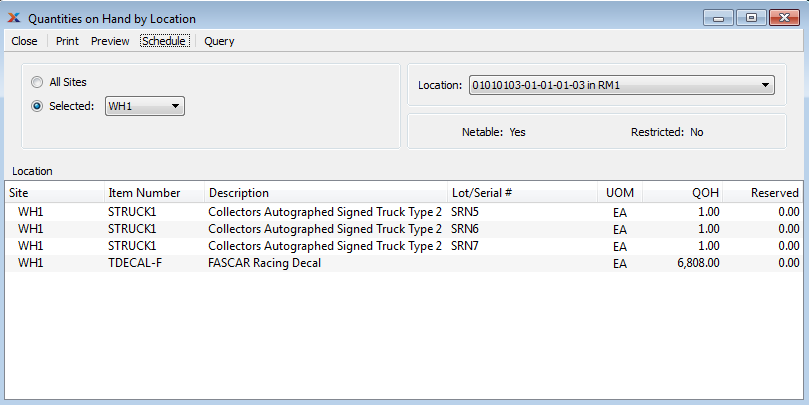 Quantities on Hand by Location
Close Print Preview Schedule Query
All Sites
Selected: WH1
Location: 01010103-01-01-01-03 in RM1
Netable: Yes Restricted: No
Location
Site Item Number Description Lot/Serial # UOM QOH Reserved
WH1 STRUCK1 Collectors Autographed Signed Truck Type 2 SRN5 EA 1.00 0.00
WH1 STRUCK1 Collectors Autographed Signed Truck Type 2 SRN6 EA 1.00 0.00
WH1 STRUCK1 Collectors Autographed Signed Truck Type 2 SRN7 EA 1.00 0.00
WH1 TDECAL-F FASCAR Racing Decal EA 6,808.00 0.00